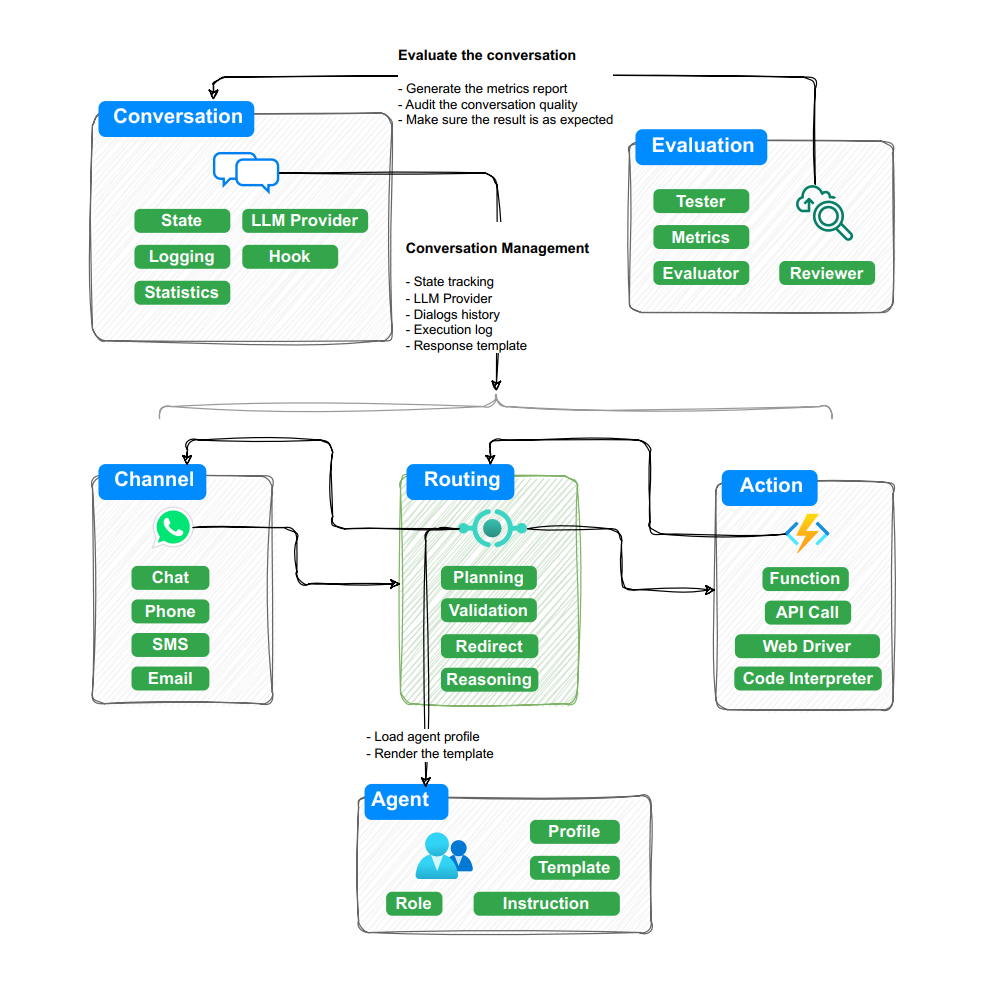 Evaluate the conversation
- Generate the metrics report
- Audit the conversation quality
- Make sure the result is as expected
Conversation
State
LLM Provider
Logging
Hook
Statistics
Evaluation
Tester
Metrics
Evaluator
Reviewer
Conversation Management
- State tracking
- LLM Provider
- Dialogs history
- Execution log
- Response template
Channel
Chat
Phone
SMS
Email
Routing
Planning
Validation
Redirect
Reasoning
Action
Function
API Call
Web Driver
Code Interpreter
- Load agent profile
- Render the template
Agent
Profile
Template
Role
Instruction